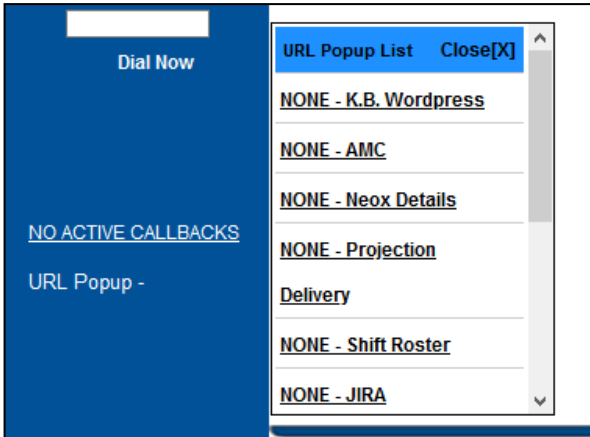 Dial Now
NO ACTIVE CALLBACKS
URL Popup -
URL Popup List Close[X]
NONE - K.B. Wordpress
NONE - AMC
NONE - Neox Details
NONE - Projection
Delivery
NONE - Shift Roster
NONE - JIRA